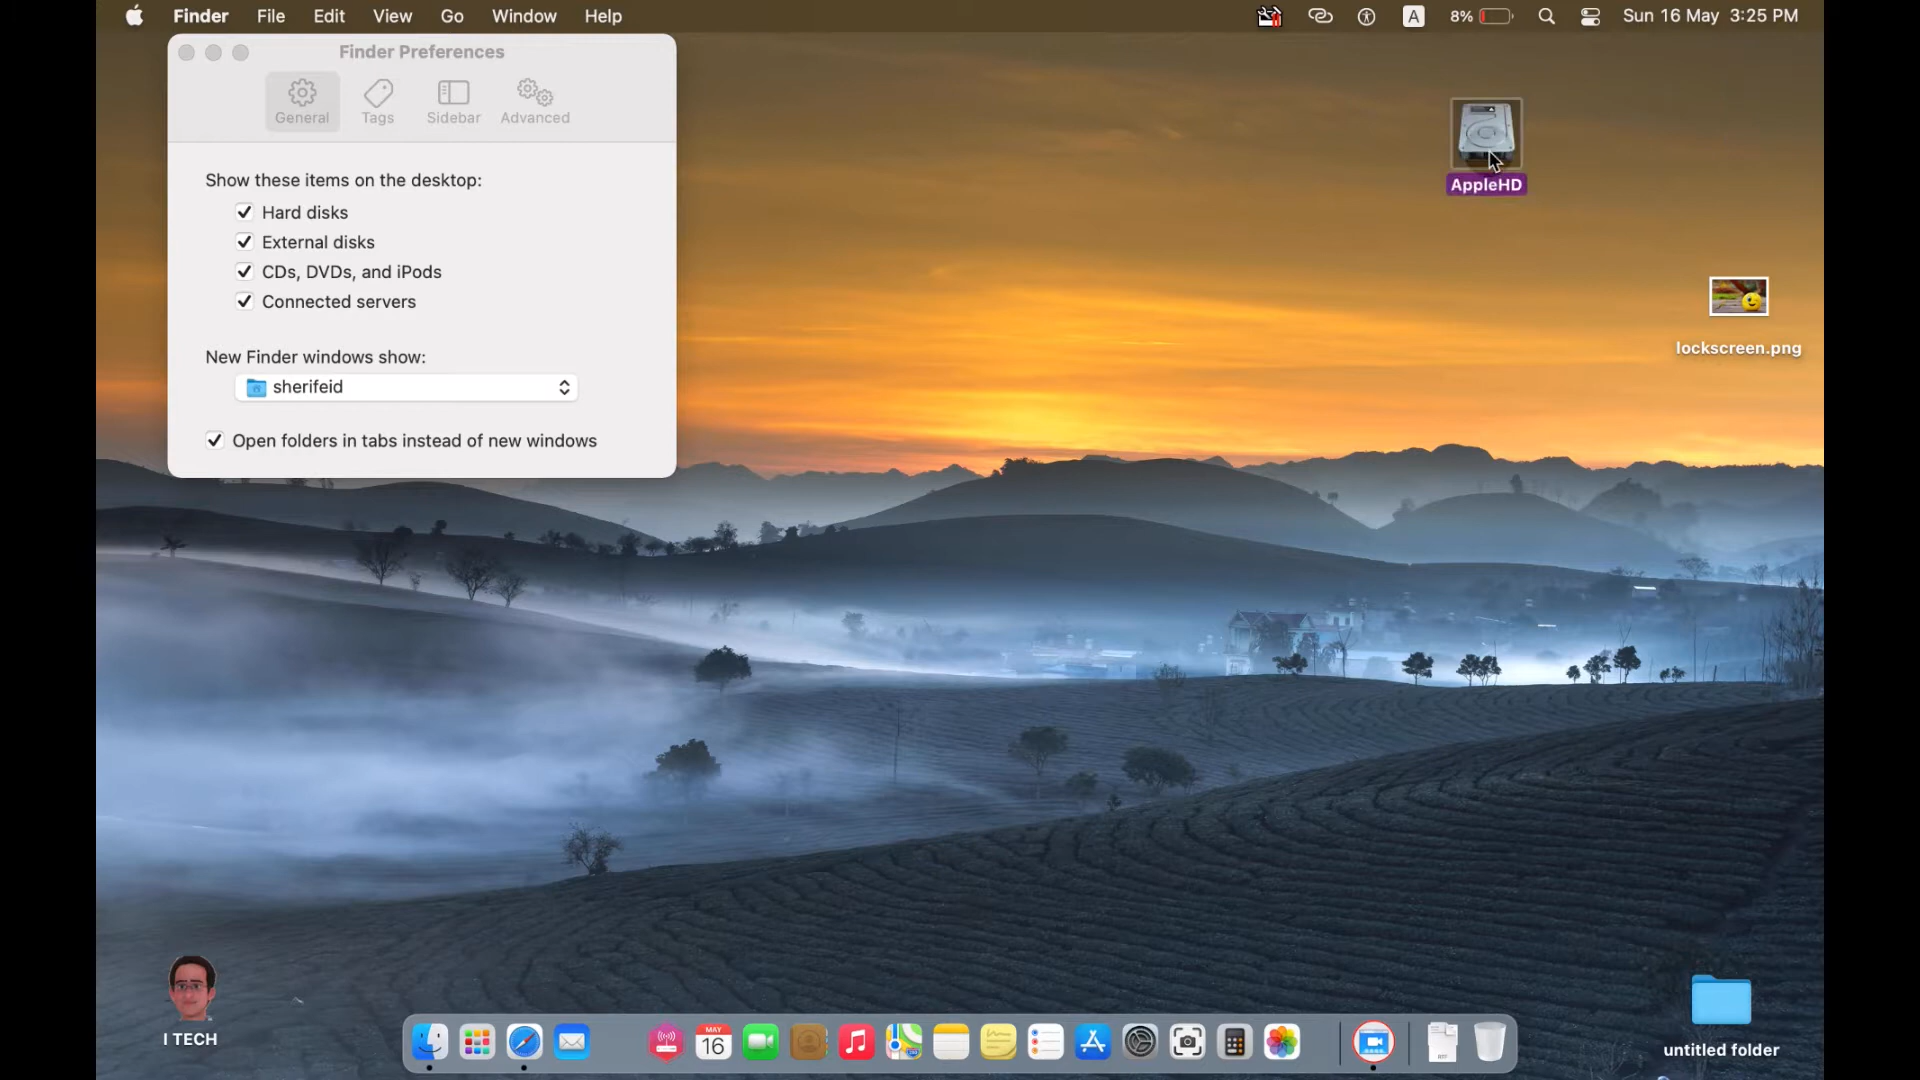 Finder File Edit View Go Window Help A 8% Sun 16 May 3:25 PM
Finder Preferences
General Tags Sidebar Advanced
Show these items on the desktop:
Hard disks
External disks
CDs, DVDs, and iPods
Connected servers
New Finder windows show:
sherifeid
Open folders in tabs instead of new windows
AppleHD
lockscreen.png
I TECH
MAY
16
untitled folder